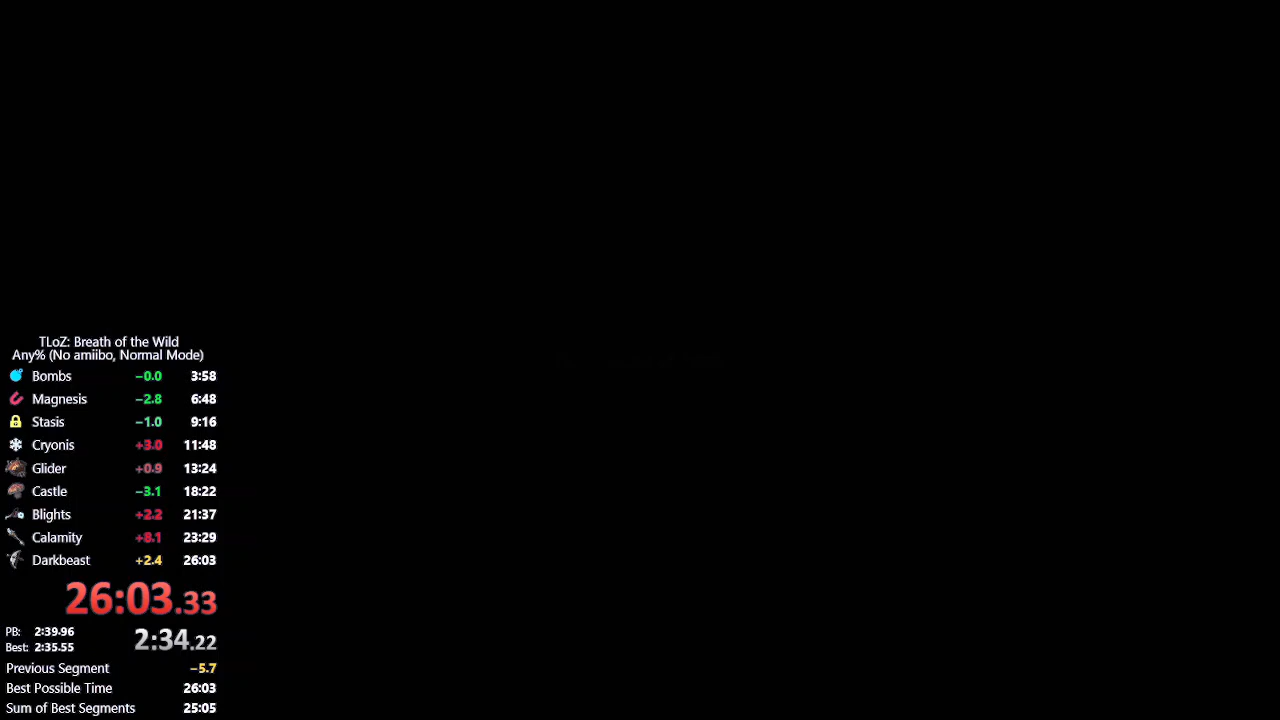 TLoZ: Breath of the Wild
Any% (No amiibo, Normal Mode)
Bombs −0.0 3:58
Magnesis −2.8 6:48
Stasis −1.0 9:16
Cryonis +3.0 11:48
Glider +0.9 13:24
Castle −3.1 18:22
Blights +2.2 21:37
Calamity +8.1 23:29
Darkbeast +2.4 26:03
26:03.33
PB: 2:39.96
Best: 2:35.55
2:34.22
Previous Segment −5.7
Best Possible Time 26:03
Sum of Best Segments 25:05